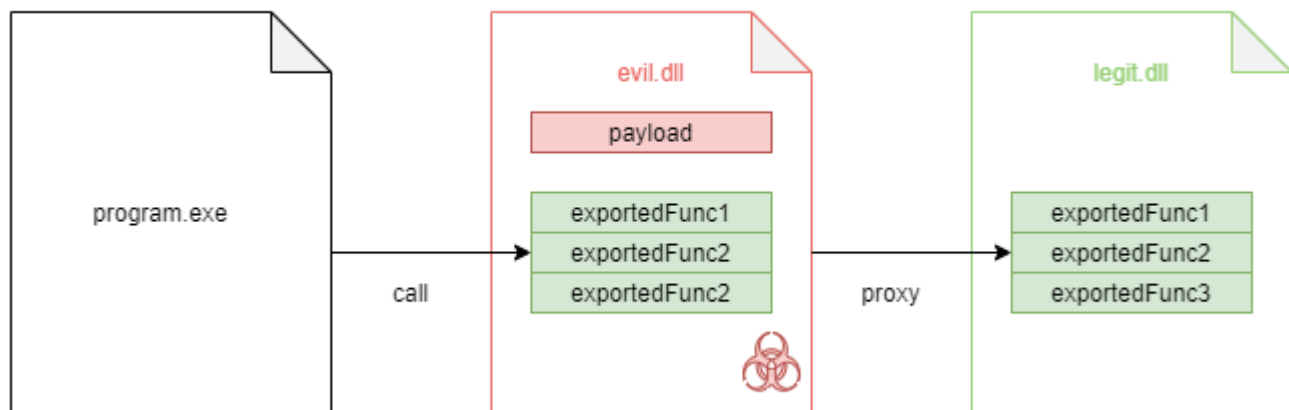 evil.dll
legit.dll
payload
program.exe
exportedFunc1
exportedFunc1
exportedFunc2
exportedFunc2
exportedFunc2
exportedFunc3
call
proxy